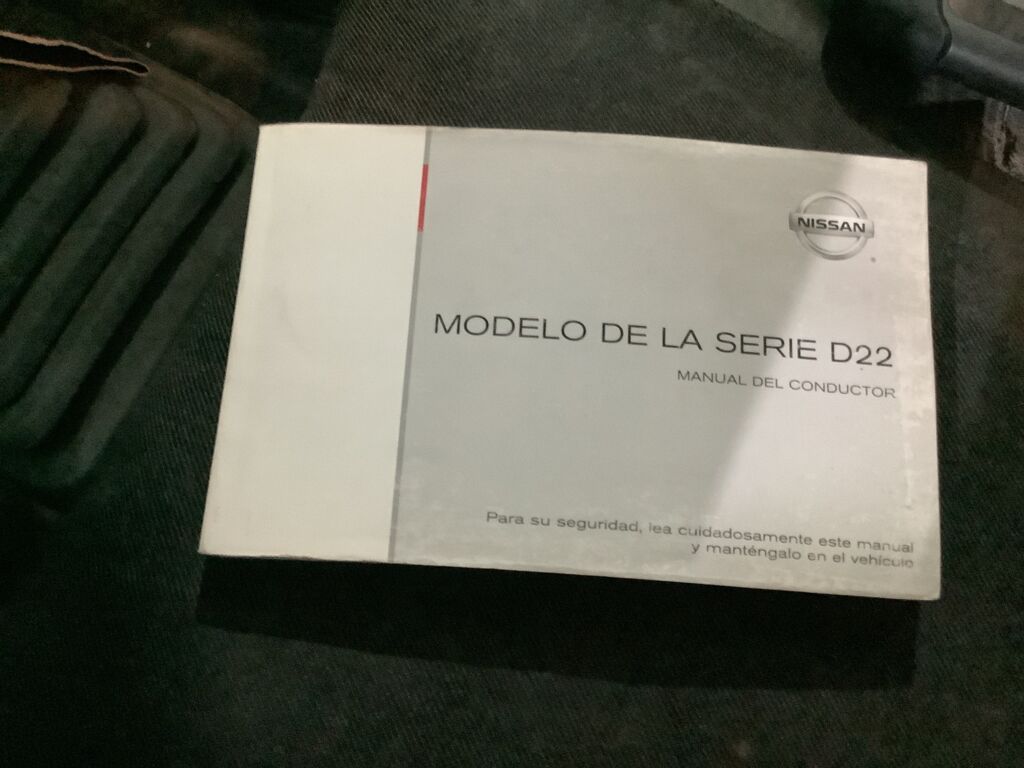 NISSAN
MODELO DE LA SERIE D22
MANUAL DEL CONDUCTOR
Para su seguridad, lea cuidadosamente este manual
y manténgalo en el vehículo